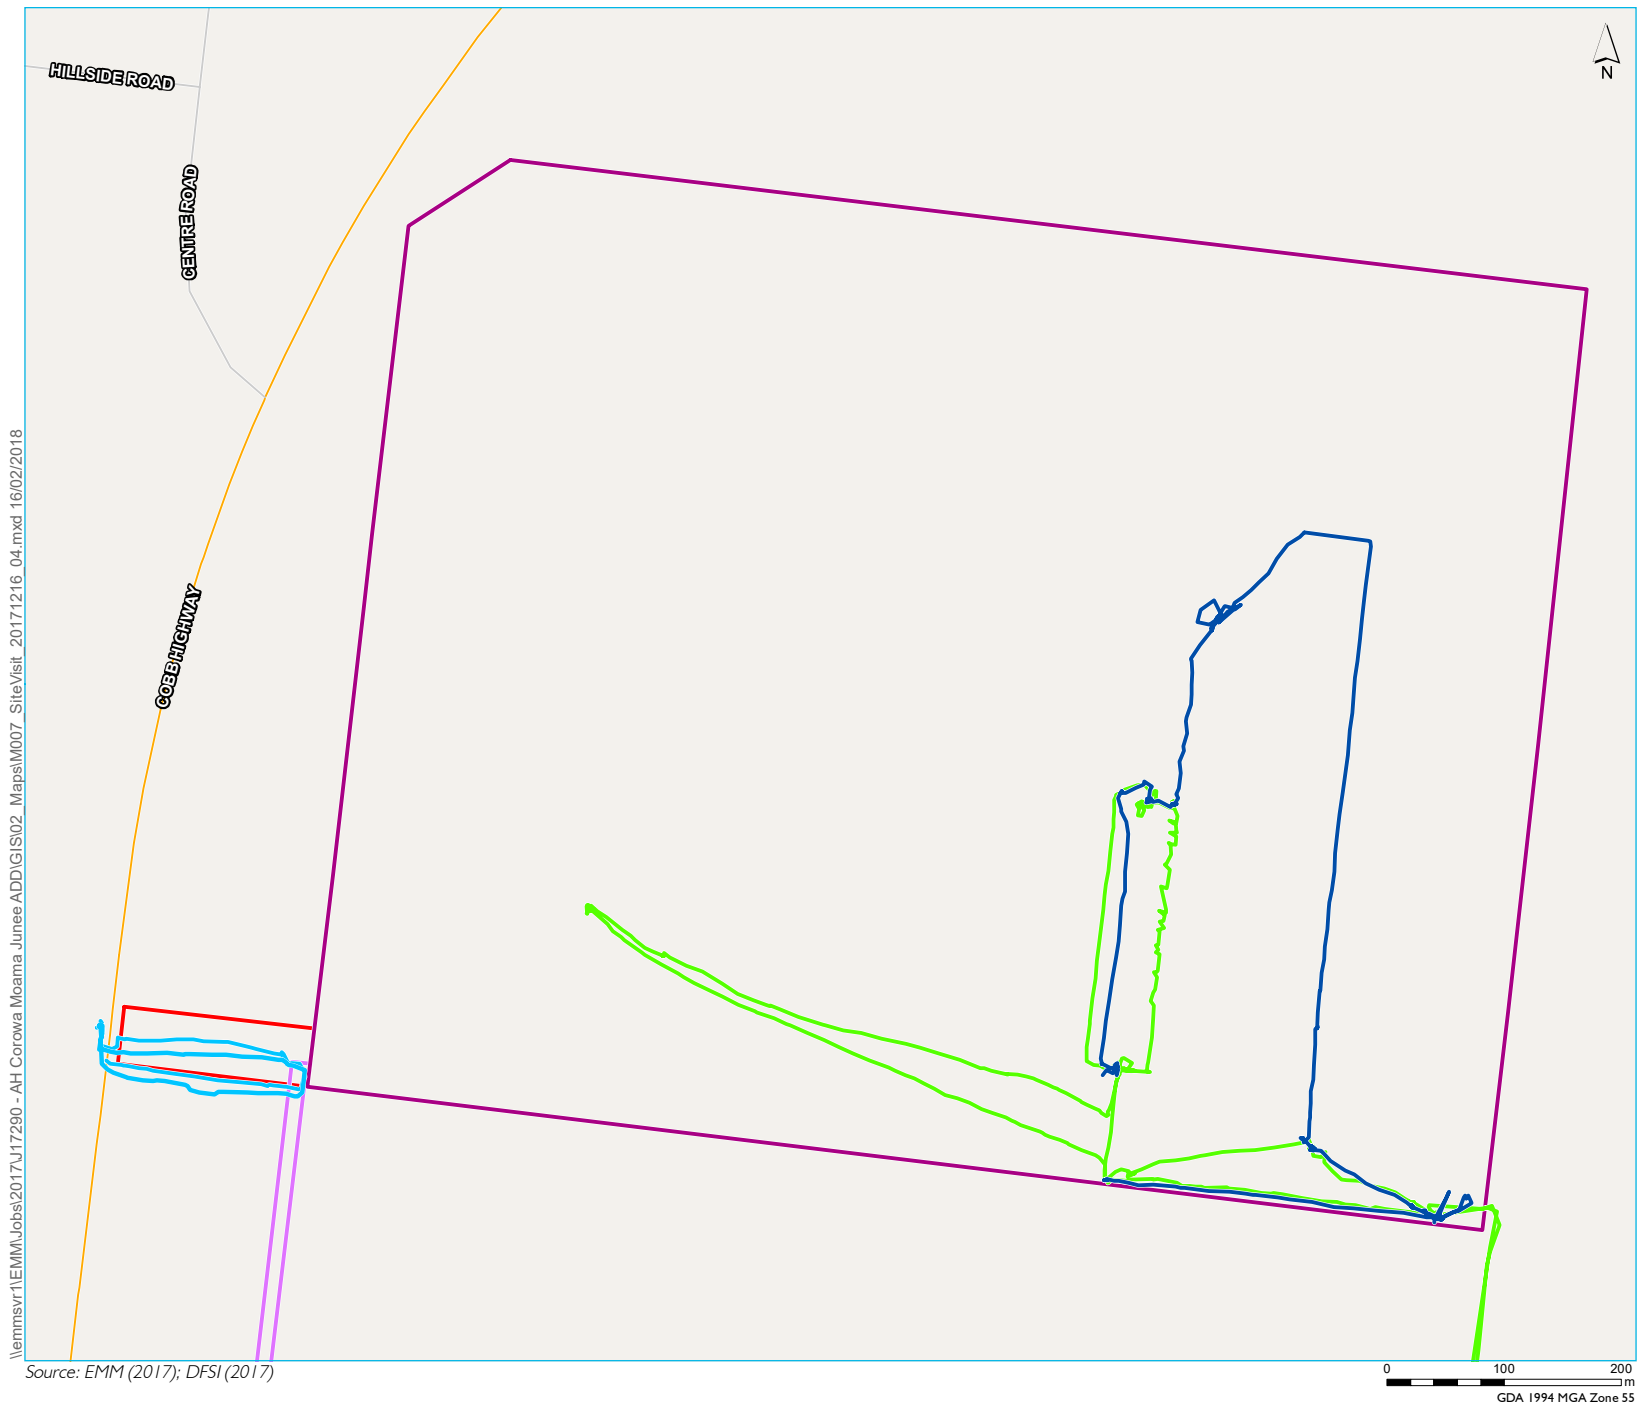 N
HILLSIDE ROAD
CENTRE ROAD
COBB HIGHWAY
\\emmsvr1\EMM\Jobs\2017\J17290 - AH Corowa Moama Junee ADD\GIS\02_Maps\M007_SiteVisit_20171216_04.mxd 16/02/2018
Source: EMM (2017); DFSI (2017)
0 100 200
m
GDA 1994 MGA Zone 55